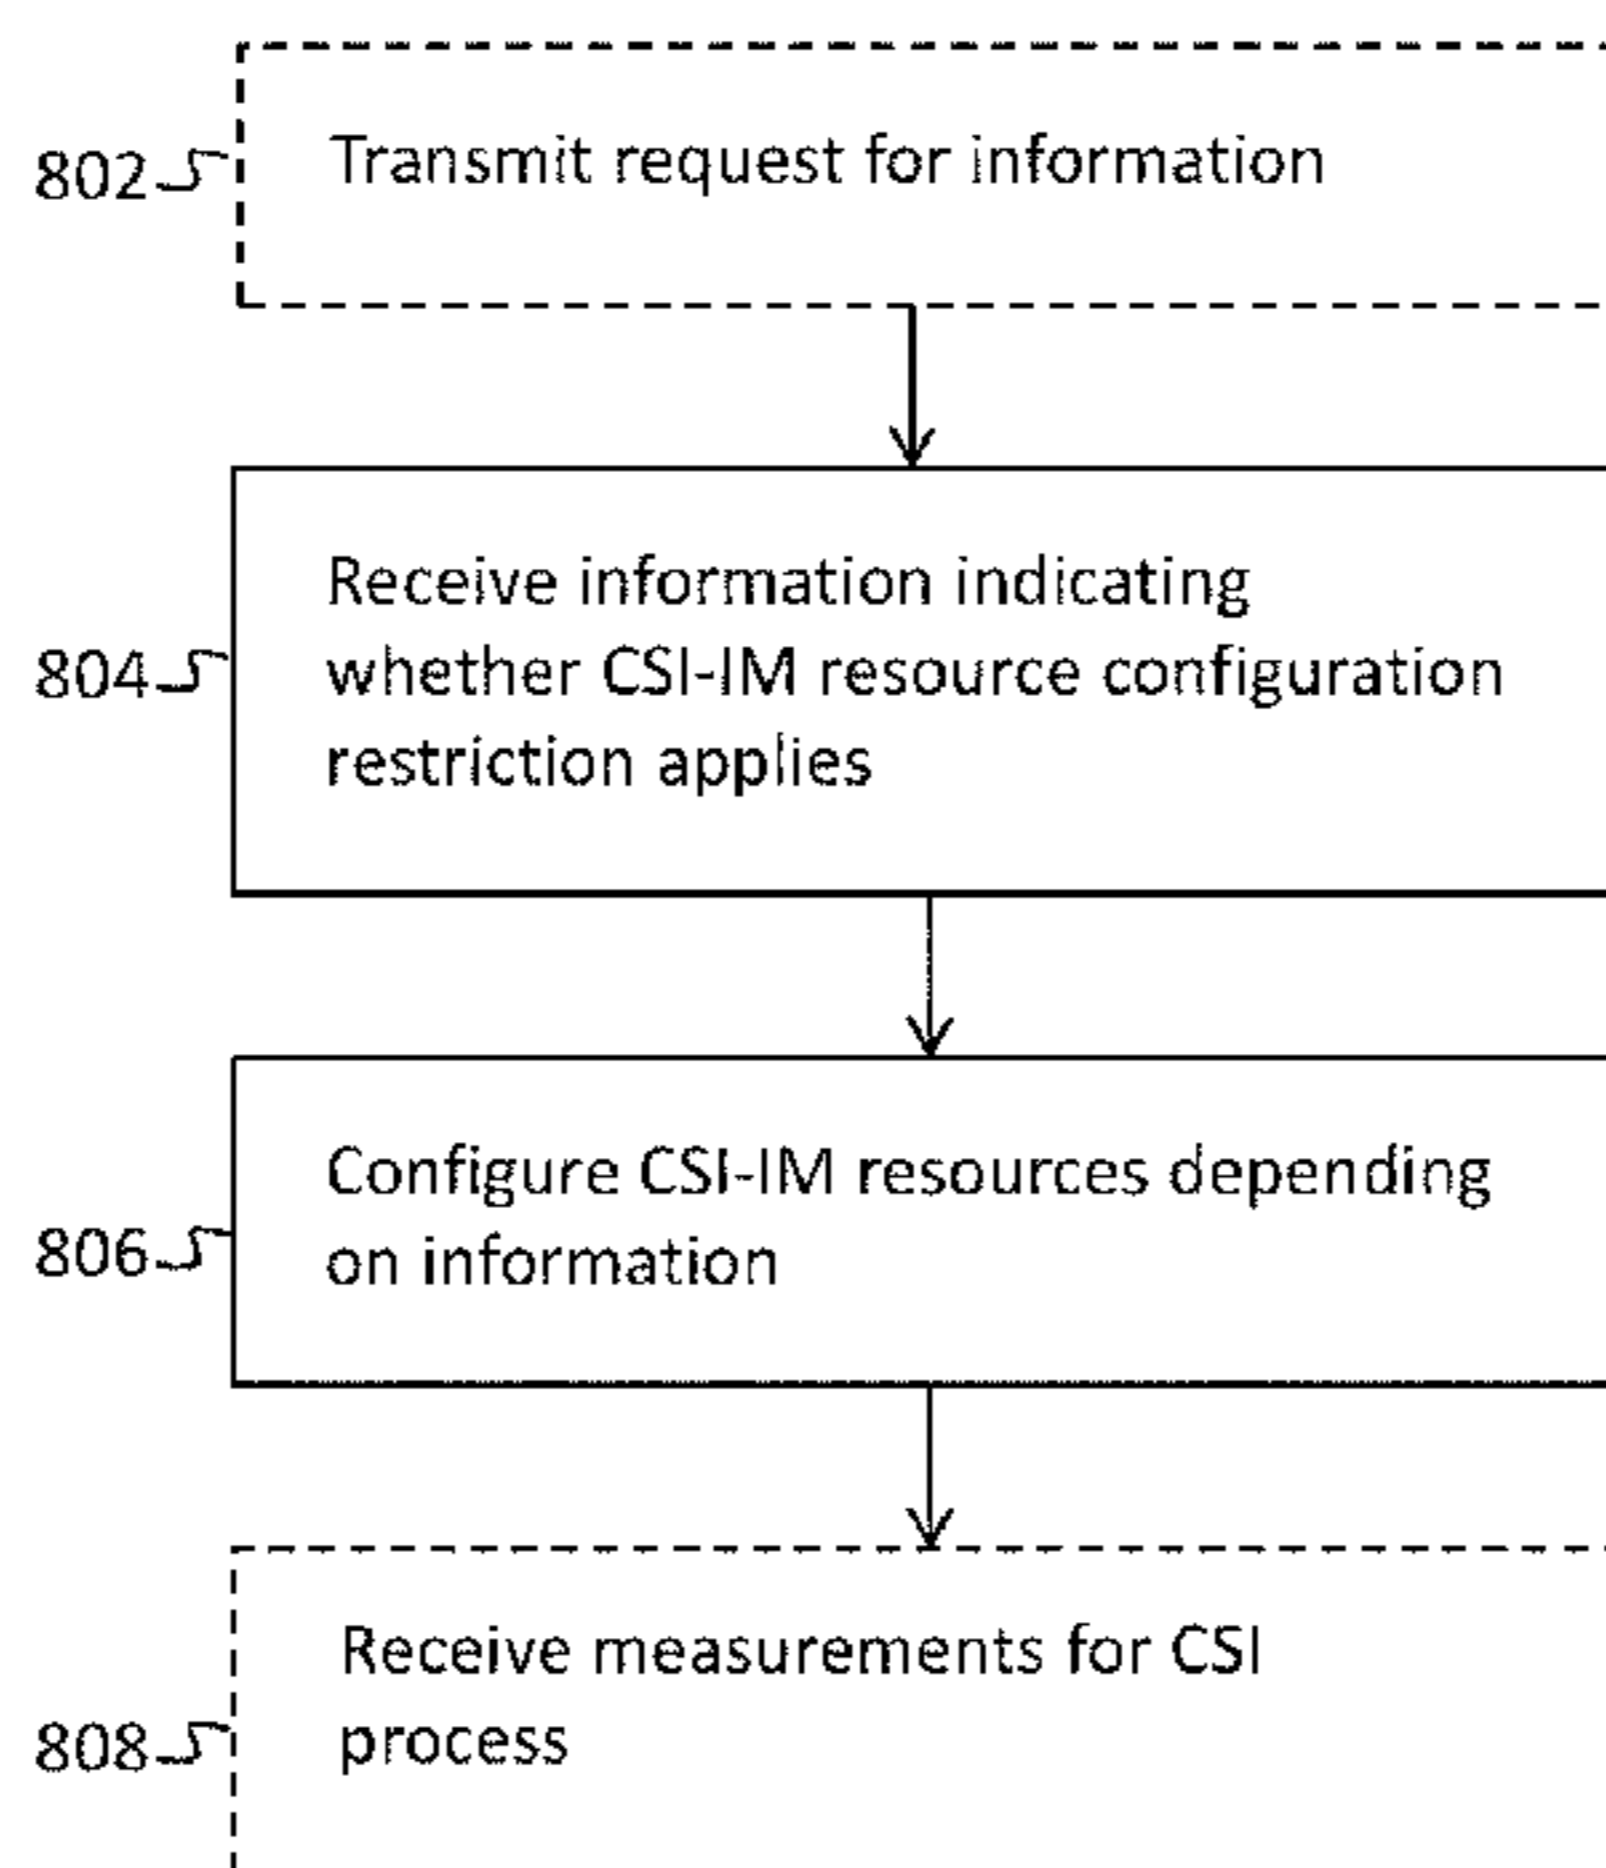 802
Transmit request for information
804
Receive information indicating
whether CSI-IM resource configuration
restriction applies
806
Configure CSI-IM resources depending
on information
808
Receive measurements for CSI
process